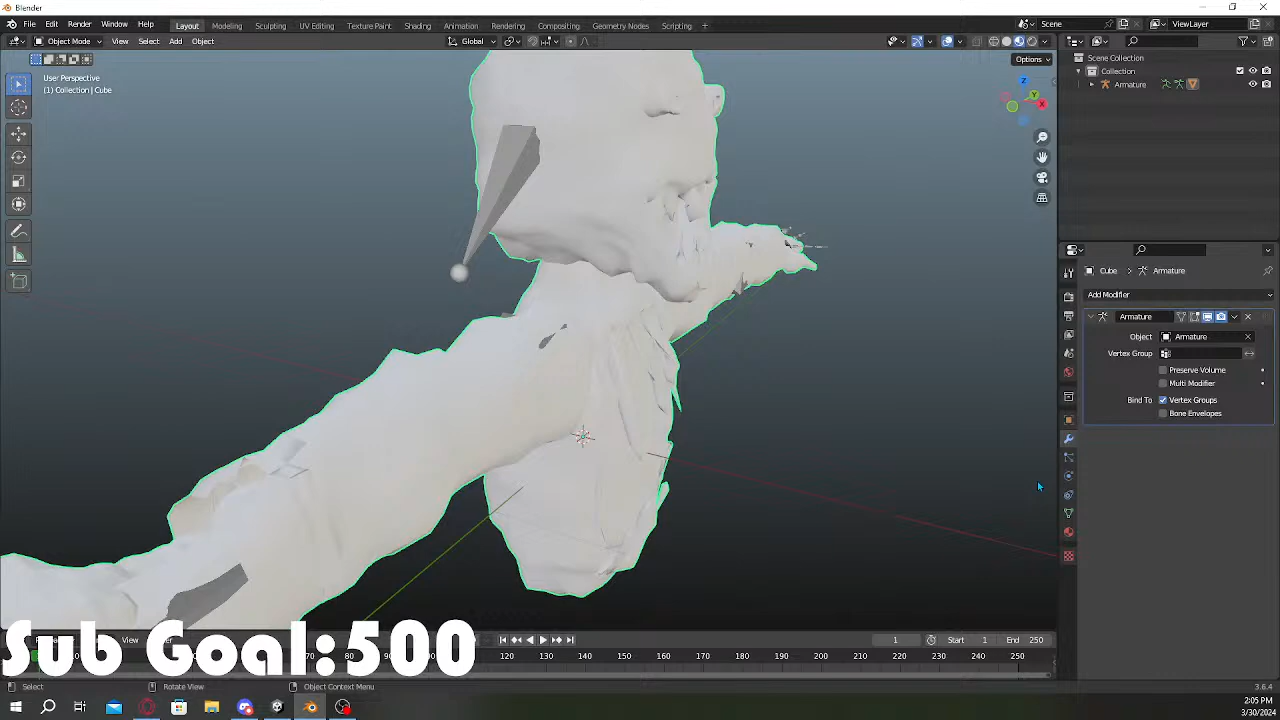 Blender
File Edit Render Window Help Layout Modeling Sculpting UV Editing Texture Paint Shading Animation Rendering Compositing Geometry Nodes Scripting + Scene ViewLayer
Object Mode View Select Add Object Global
Options
User Perspective
(1) Collection | Cube
Z
Y
X
Scene Collection
Collection
Armature
Cube > Armature
Add Modifier
Armature
Object Armature
Vertex Group
Preserve Volume
Multi Modifier
Bind To Vertex Groups
Bone Envelopes
View 1 Start 1 End 250
120 130 140 150 160 170 180 190 200 210 220 230 240 250
Sub Goal:500
Select Rotate View Object Context Menu 3.6.4
2:05 PM
3/30/2024